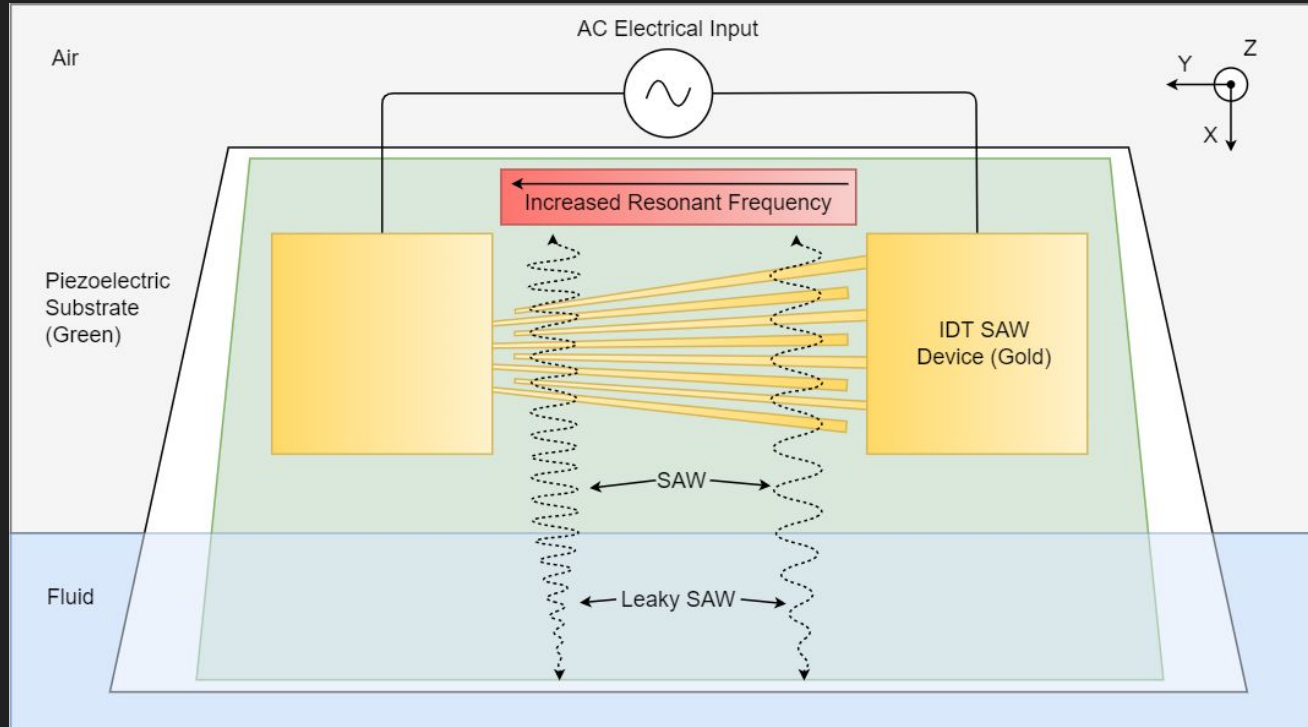 AC Electrical Input
Air
Z
Y
X
Increased Resonant Frequency
Piezoelectric
Substrate
(Green)
IDT SAW
Device (Gold)
SAW
Fluid
Leaky SAW